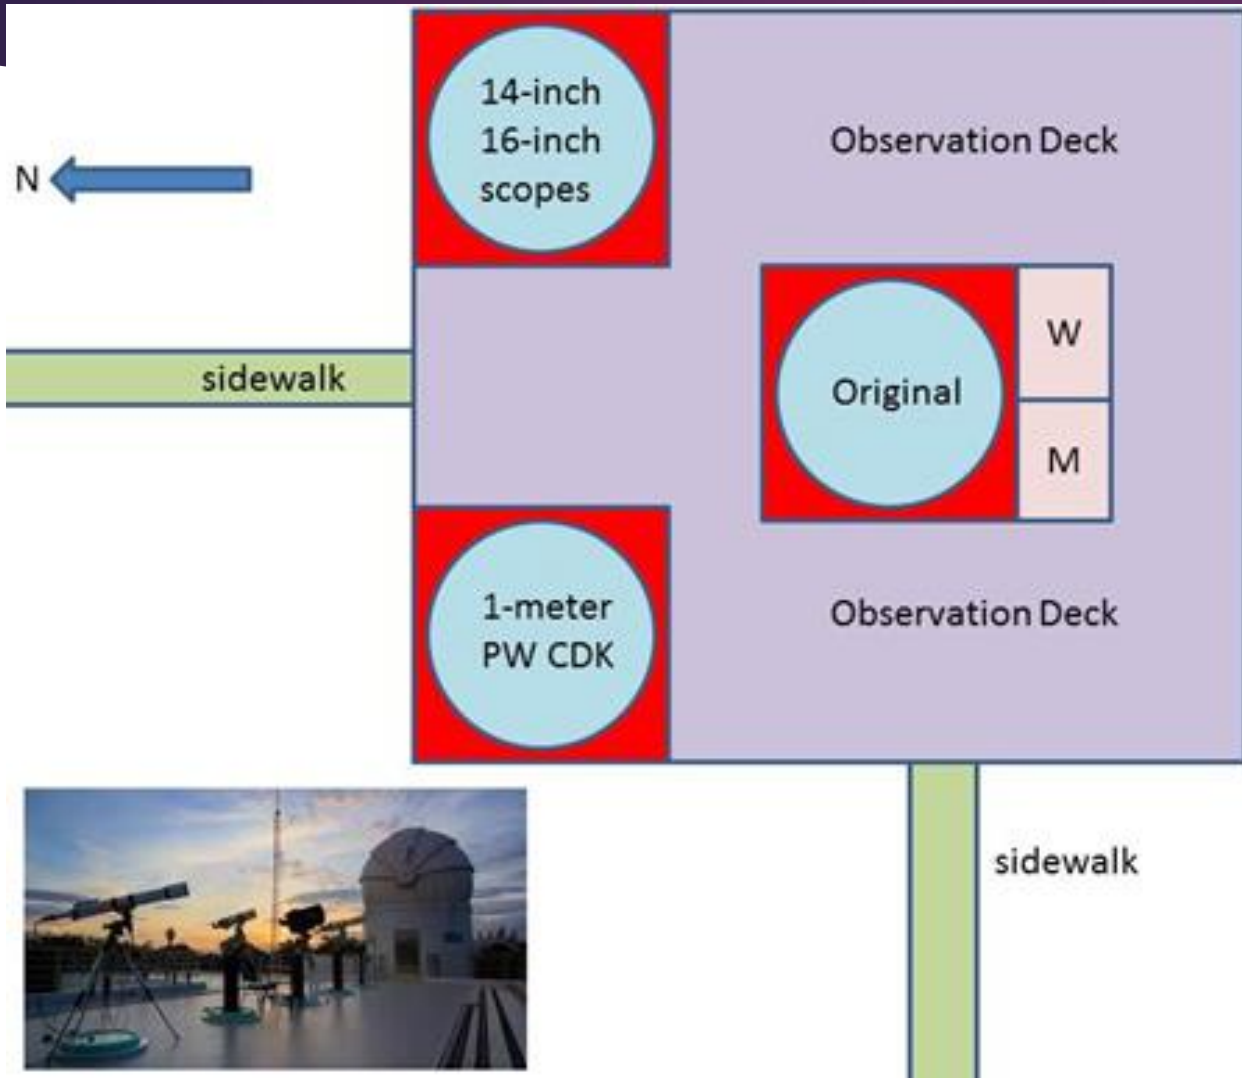 14-inch
16-inch
scopes
Observation Deck
N
W
sidewalk
Original
M
1-meter
PW CDK
Observation Deck
sidewalk